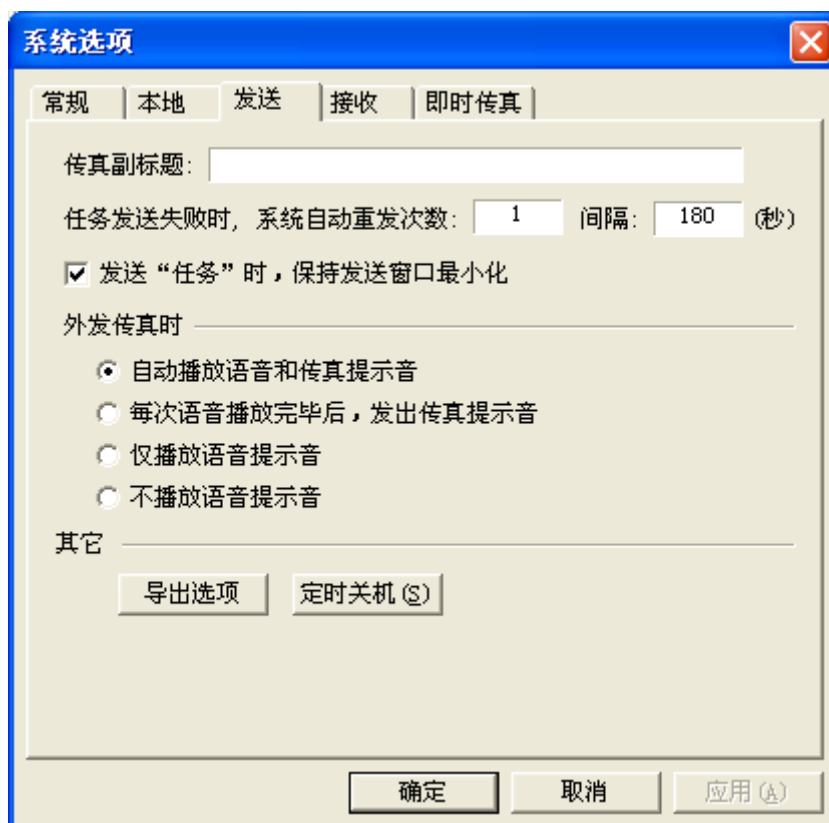 系统选项
常规 本地 发送 接收 即时传真
传真副标题:
任务发送失败时, 系统自动重发次数: 1 间隔: 180 (秒)
发送“任务”时，保持发送窗口最小化
外发传真时
自动播放语音和传真提示音
每次语音播放完毕后，发出传真提示音
仅播放语音提示音
不播放语音提示音
其它
导出选项 定时关机(S)
确定 取消 应用(A)